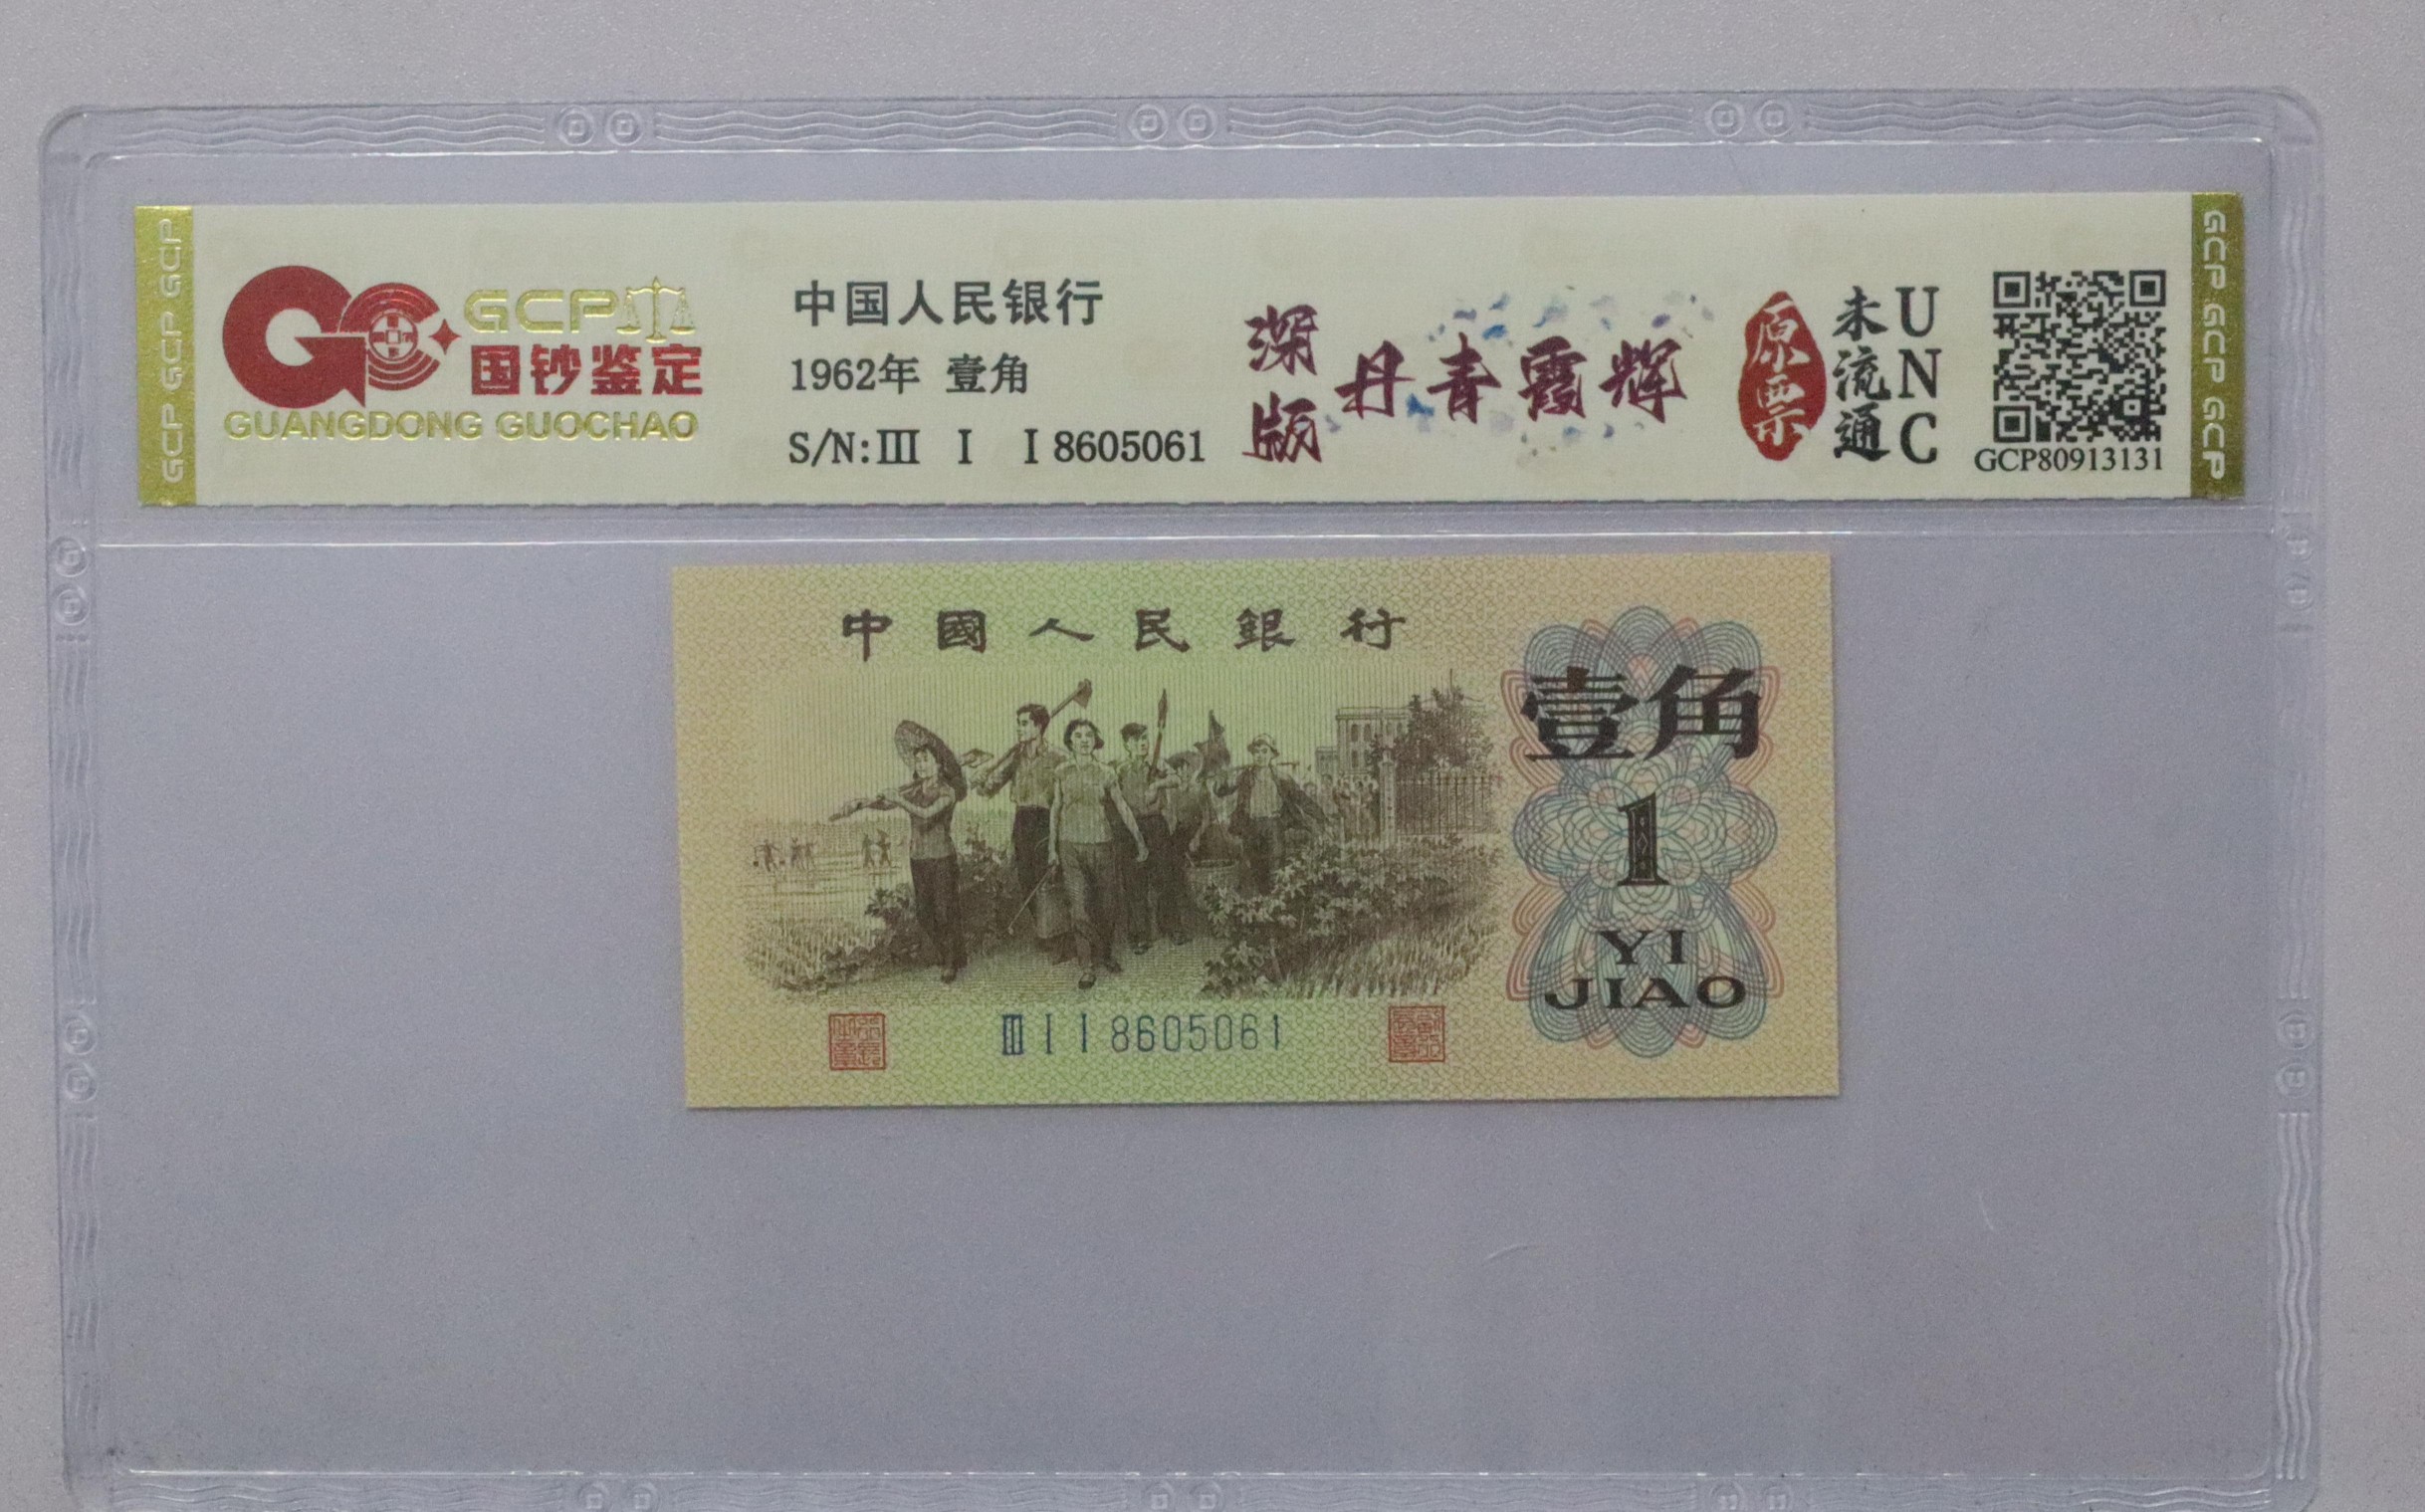 GCP GCP GCP
GCP
国钞鉴定
GUANGDONG GUOCHAO
中国人民银行
1962年 壹角
S/N:Ⅲ Ⅰ Ⅰ 8605061
深版
丹青霞辉
原票
未流通
UNC
GCP80913131
GCP GCP GCP GCP
中國人民銀行
壹角
1
YI
JIAO
Ⅲ Ⅰ Ⅰ 8605061